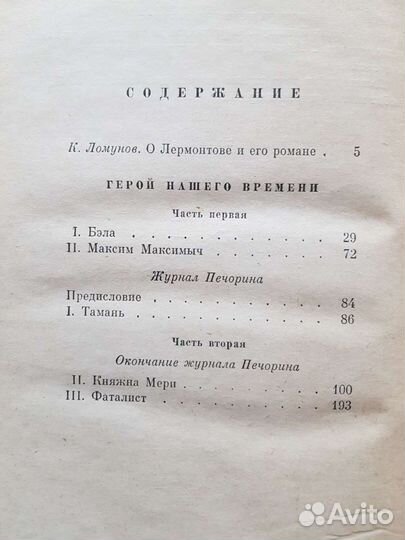 СОДЕРЖАНИЕ
К. Ломунов. О Лермонтове и его романе . 5
ГЕРОЙ НАШЕГО ВРЕМЕНИ
Часть первая
I. Бэла . . . . . . . . . . . 29
II. Максим Максимыч . . . . . . . 72
Журнал Печорина
Предисловие . . . . . . . . . . 84
I. Тамань . . . . . . . . . . . 86
Часть вторая
Окончание журнала Печорина
II. Княжна Мери . . . . . . . . 100
III. Фаталист . . . . . . . . . 193
Avito